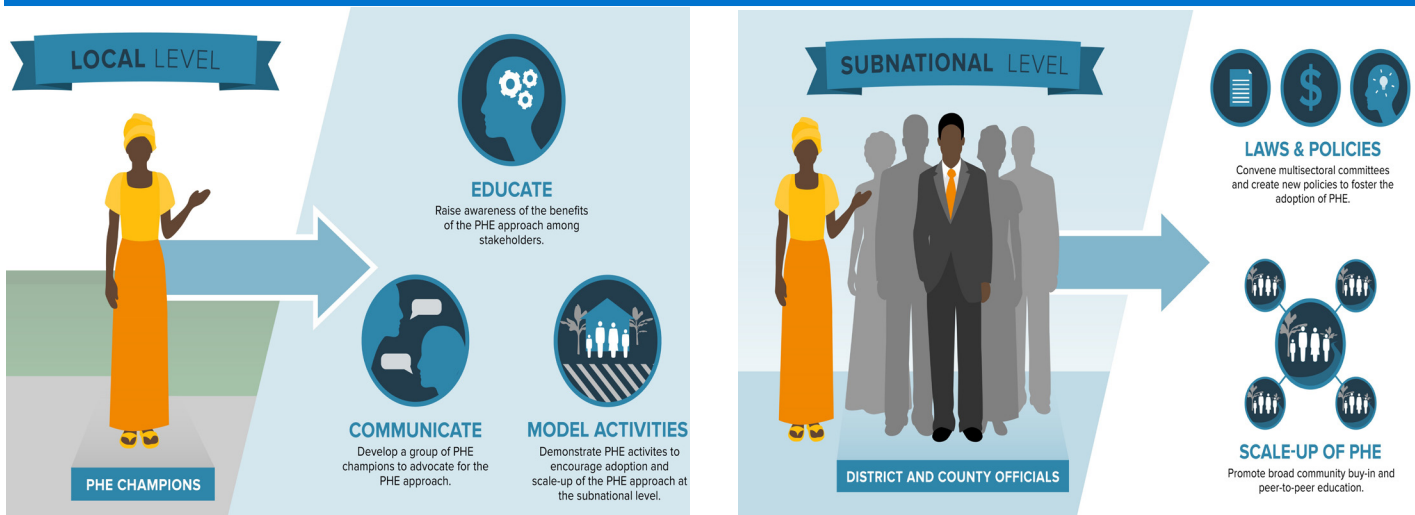 LOCAL LEVEL
EDUCATE
Raise awareness of the benefits
of the PHE approach among
stakeholders.
COMMUNICATE
Develop a group of PHE
champions to advocate for the
PHE approach.
MODEL ACTIVITIES
Demonstrate PHE activites to
encourage adoption and
scale-up of the PHE approach at
the subnational level.
PHE CHAMPIONS
SUBNATIONAL LEVEL
LAWS & POLICIES
Convene multisectoral committees
and create new policies to foster the
adoption of PHE.
SCALE-UP OF PHE
Promote broad community buy-in and
peer-to-peer education.
DISTRICT AND COUNTY OFFICIALS